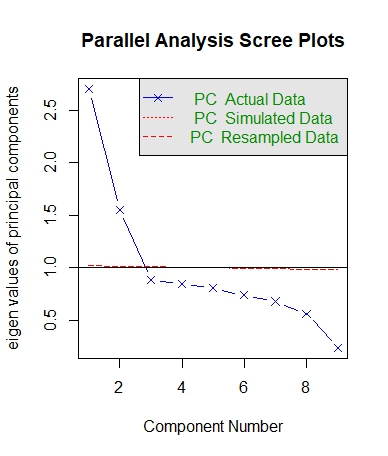 Parallel Analysis Scree Plots
eigen values of principal components
2.5
2.0
1.5
1.0
0.5
PC Actual Data
PC Simulated Data
PC Resampled Data
2 4 6 8
Component Number